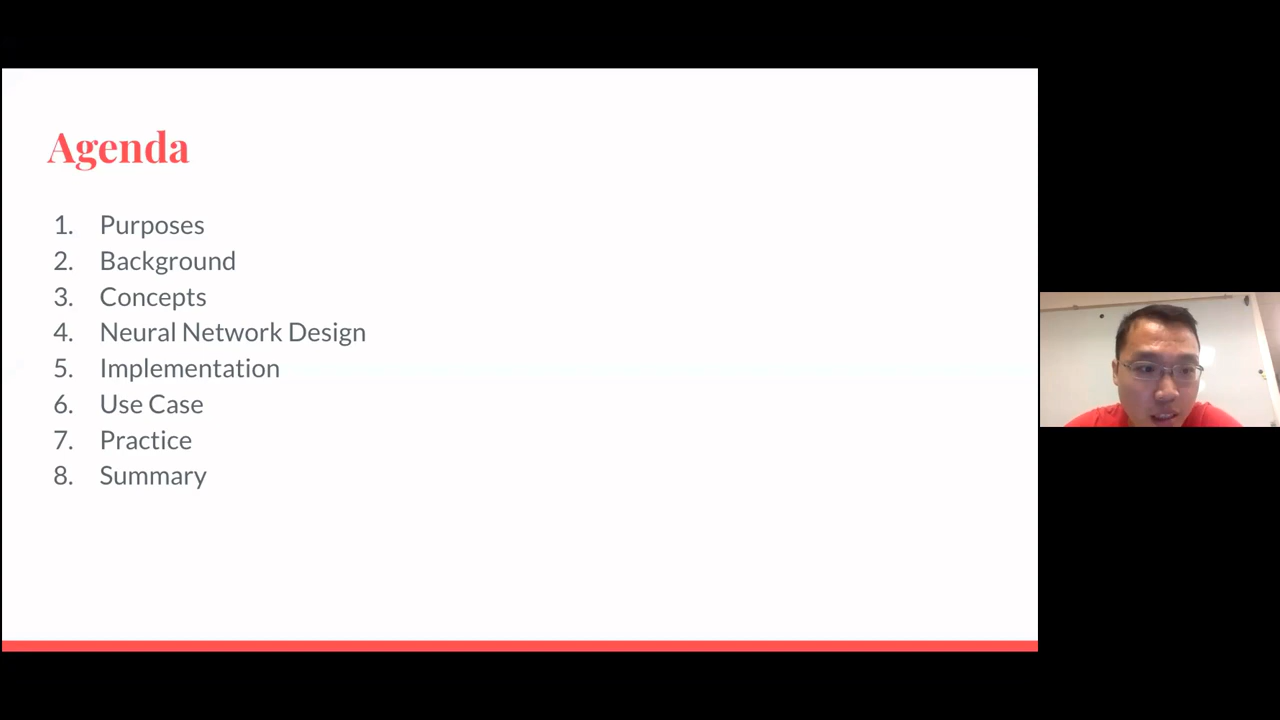 Agenda
1. Purposes
2. Background
3. Concepts
4. Neural Network Design
5. Implementation
6. Use Case
7. Practice
8. Summary